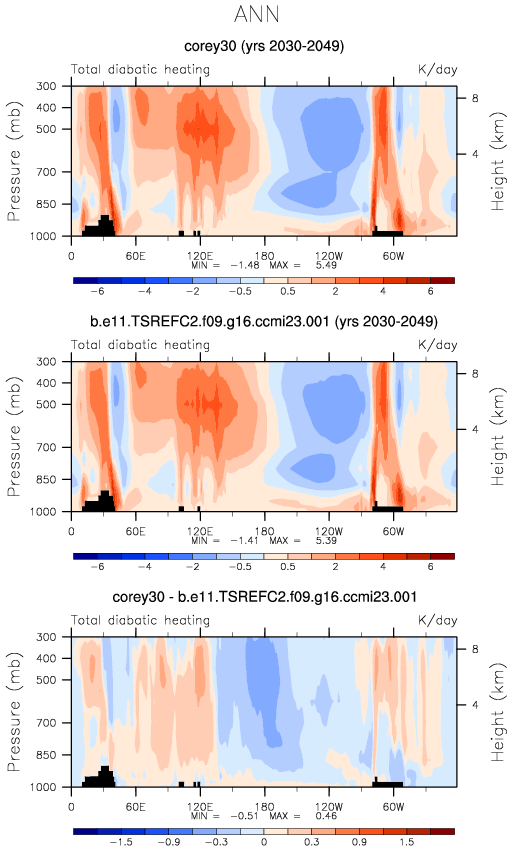 ANN
corey30 (yrs 2030-2049)
Total diabatic heating K/day
300
400
500
700
850
1000
Pressure (mb)
8
4
Height (km)
0 60E 120E 180 120W 60W
MIN = -1.48 MAX = 5.49
-6 -4 -2 -0.5 0.5 2 4 6
b.e11.TSREFC2.f09.g16.ccmi23.001 (yrs 2030-2049)
Total diabatic heating K/day
300
400
500
700
850
1000
Pressure (mb)
8
4
Height (km)
0 60E 120E 180 120W 60W
MIN = -1.41 MAX = 5.39
-6 -4 -2 -0.5 0.5 2 4 6
corey30 - b.e11.TSREFC2.f09.g16.ccmi23.001
Total diabatic heating K/day
300
400
500
700
850
1000
Pressure (mb)
8
4
Height (km)
0 60E 120E 180 120W 60W
MIN = -0.51 MAX = 0.46
-1.5 -0.9 -0.3 0 0.3 0.9 1.5